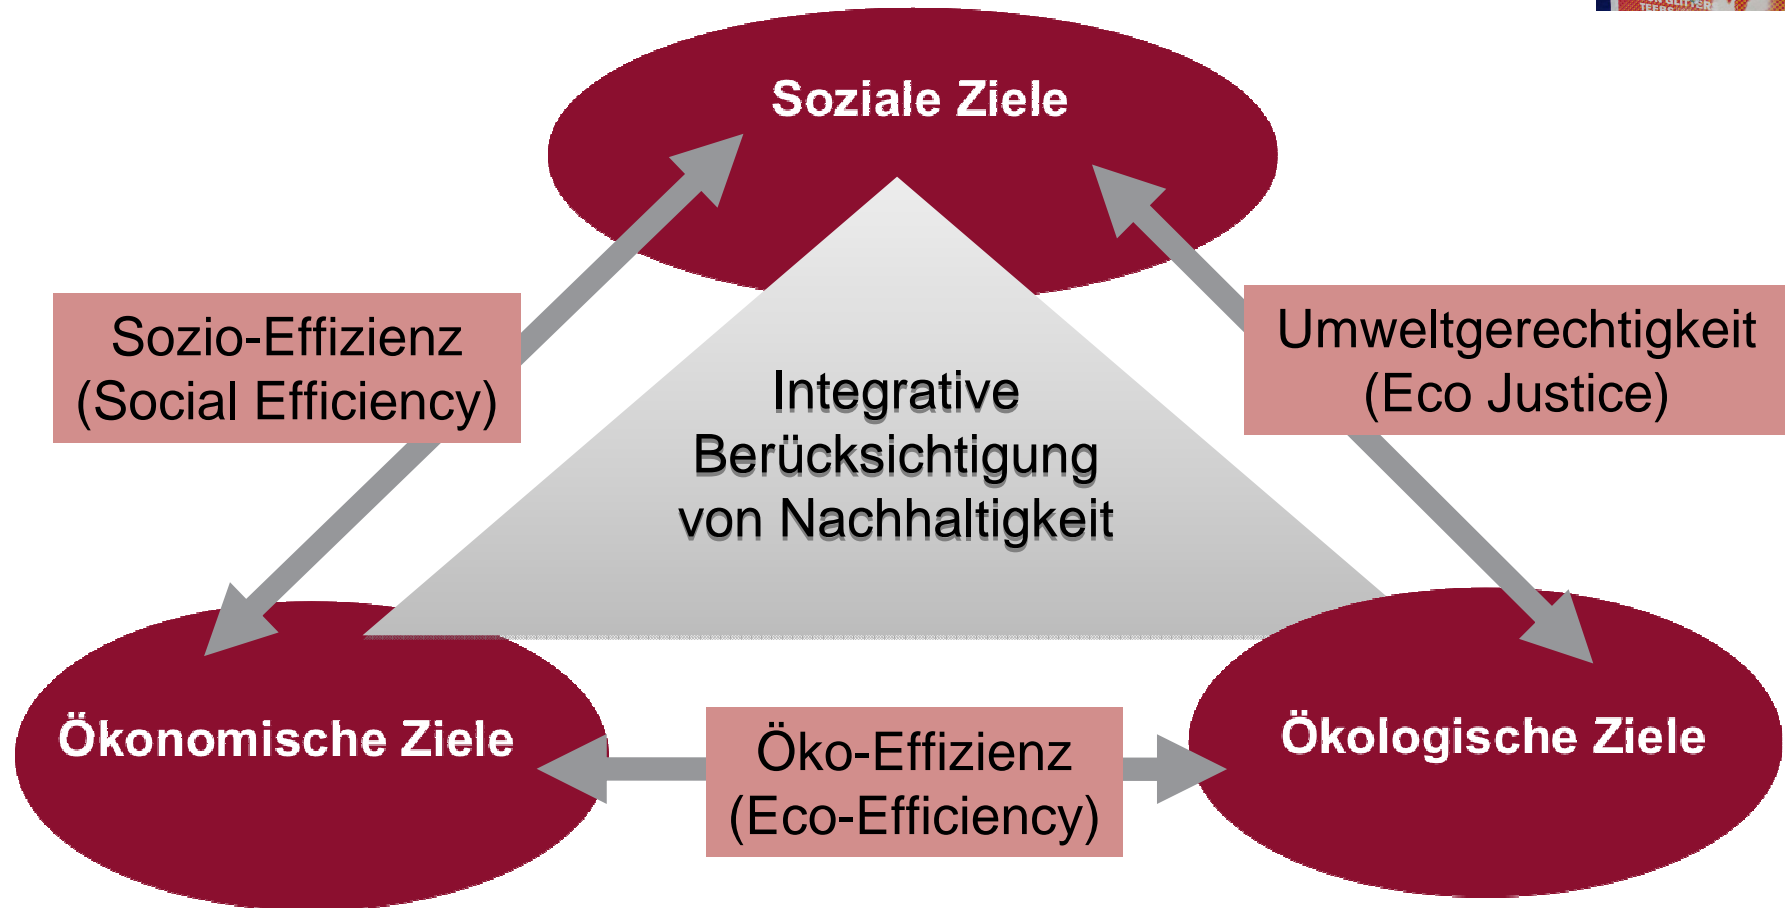 Soziale Ziele
Sozio-Effizienz
(Social Efficiency)
Umweltgerechtigkeit
(Eco Justice)
Integrative
Berücksichtigung
von Nachhaltigkeit
Ökonomische Ziele
Öko-Effizienz
(Eco-Efficiency)
Ökologische Ziele